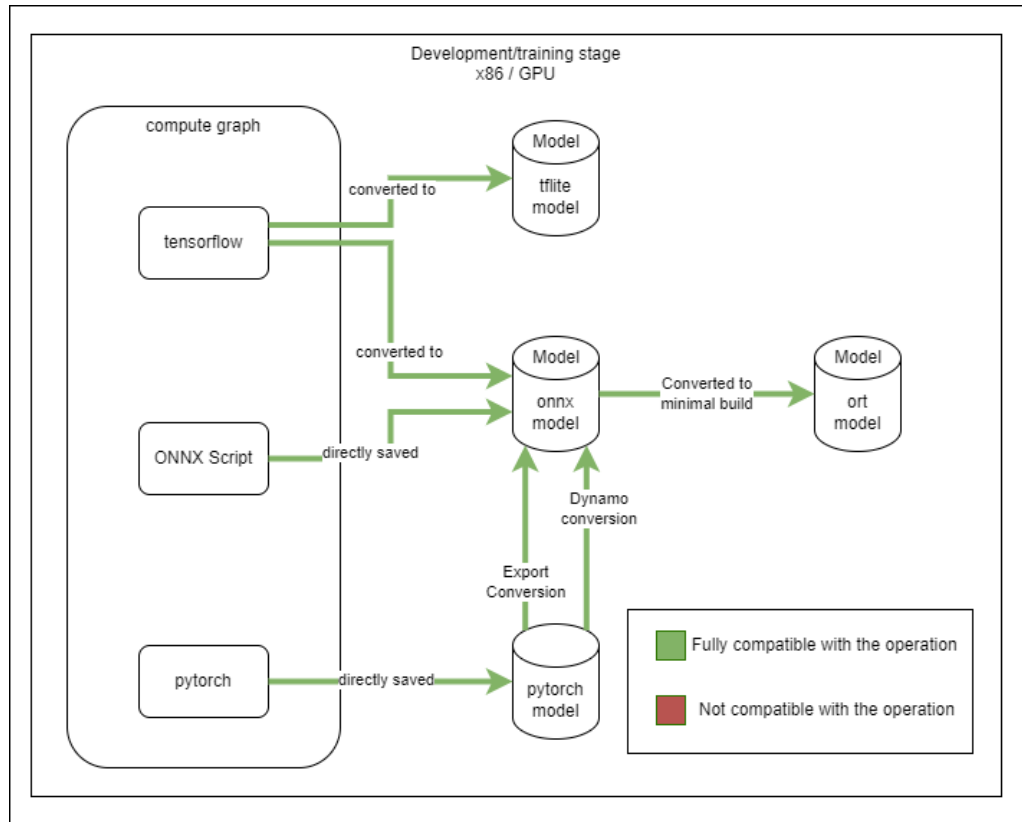 Development/training stage
x86 / GPU
compute graph
Model
tflite
model
converted to
tensorflow
converted to
Model
onnx
model
Converted to
minimal build
Model
ort
model
ONNX Script
directly saved
Dynamo
conversion
Export
Conversion
pytorch
directly saved
pytorch
model
Fully compatible with the operation
Not compatible with the operation